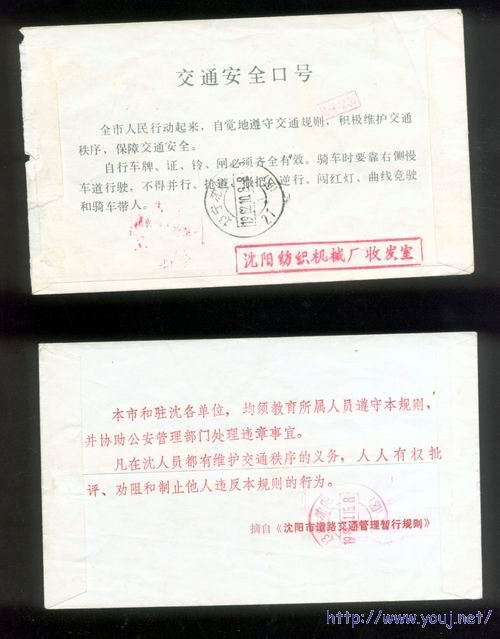 交通安全口号
全市人民行动起来，自觉地遵守交通规则，积极维护交通
秩序，保障交通安全。
自行车牌、证、铃、闸必须齐全有效。骑车时要靠右侧慢
车道行驶，不得并行、抢道、撒把、逆行、闯红灯、曲线竞驶
和骑车带人。
沈阳纺织机械厂收发室
本市和驻沈各单位，均须教育所属人员遵守本规则，
并协助公安管理部门处理违章事宜。
凡在沈人员都有维护交通秩序的义务，人人有权批
评、劝阻和制止他人违反本规则的行为。
摘自《沈阳市道路交通管理暂行规则》
http://www.youj.net/